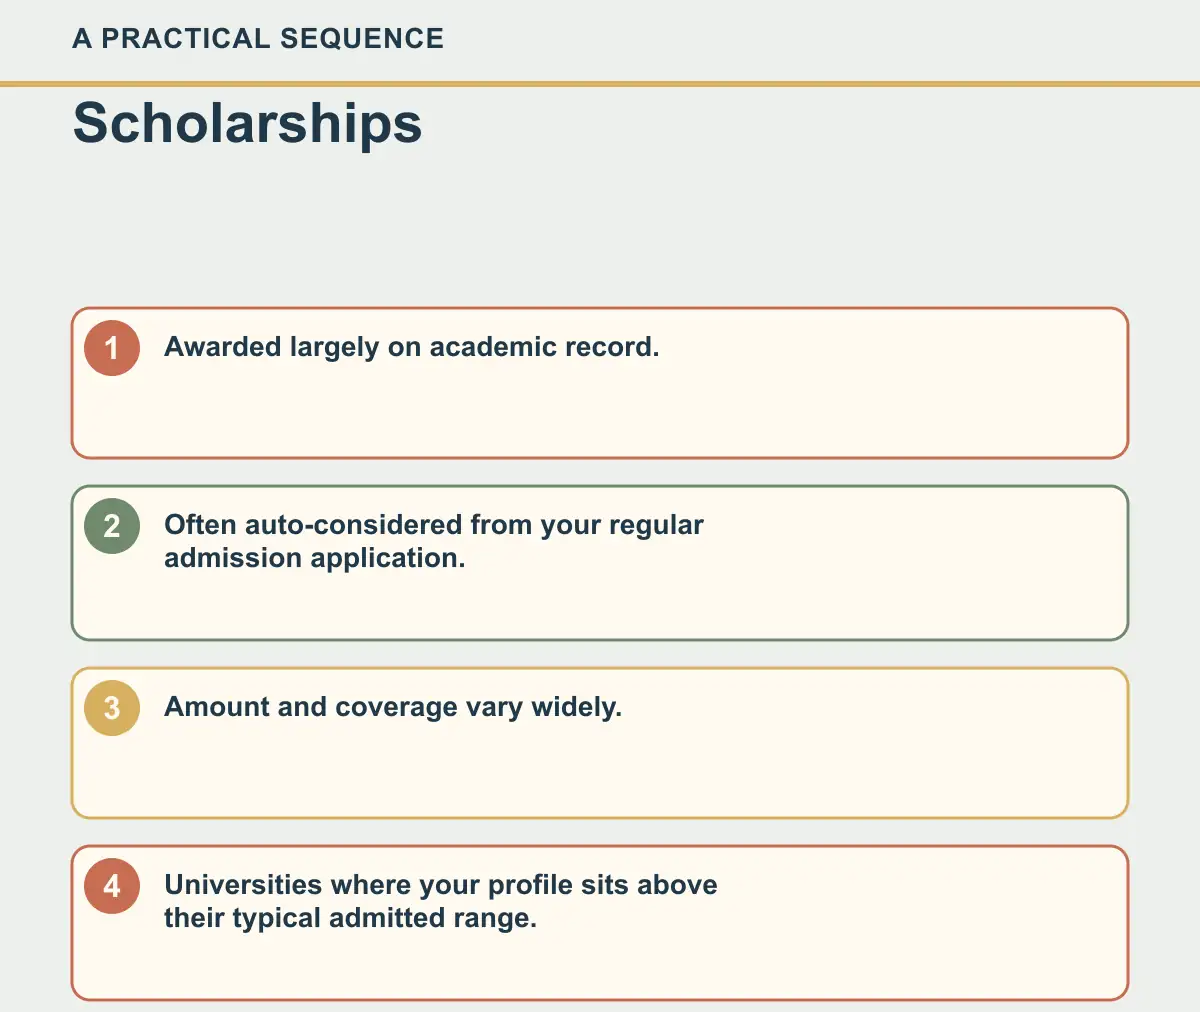 A PRACTICAL SEQUENCE
Scholarships
1
Awarded largely on academic record.
2
Often auto-considered from your regular
admission application.
3
Amount and coverage vary widely.
4
Universities where your profile sits above
their typical admitted range.